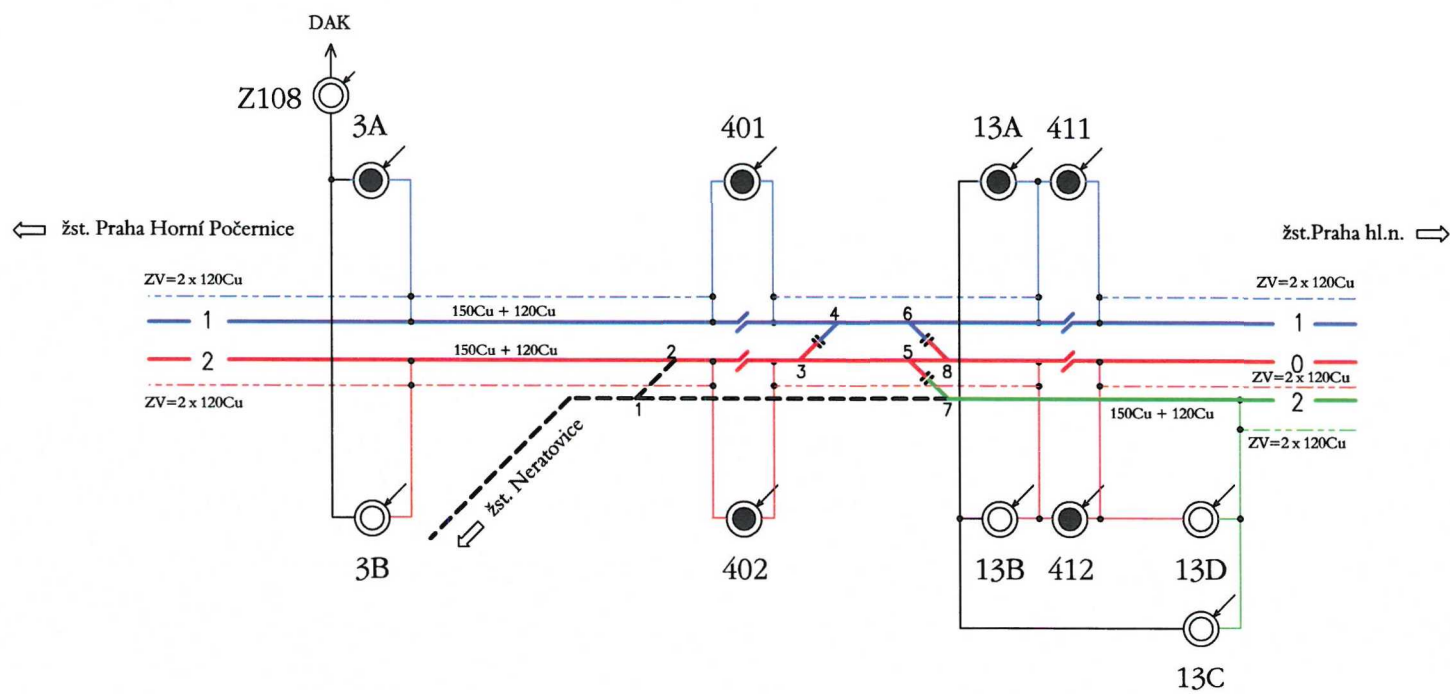 DAK
Z108
3A
401
13A
411
žst. Praha Horní Počernice
žst.Praha hl.n.
ZV=2 x 120Cu
ZV=2 x 120Cu
150Cu + 120Cu
4
6
1
1
150Cu + 120Cu
2
2
3
5
8
0
ZV=2 x 120Cu
ZV=2 x 120Cu
1
7
150Cu + 120Cu
2
ZV=2 x 120Cu
žst. Neratovice
3B
402
13B
412
13D
13C